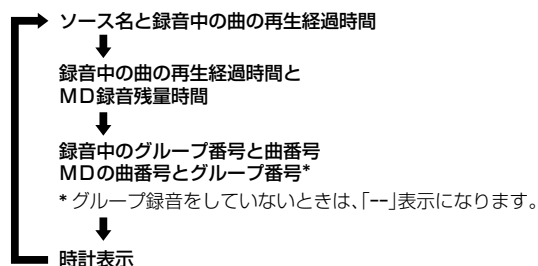 ソース名と録音中の曲の再生経過時間
録音中の曲の再生経過時間と
MD録音残量時間
録音中のグループ番号と曲番号
MDの曲番号とグループ番号*
* グループ録音をしていないときは、「--」表示になります。
時計表示